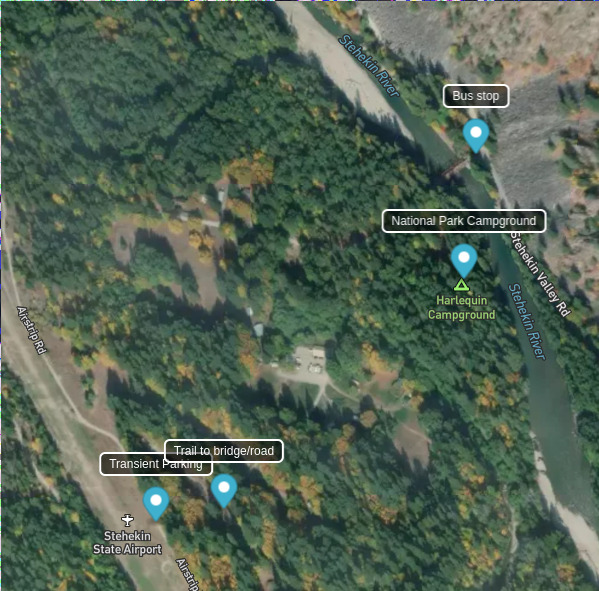 Stehekin River
Bus stop
National Park Campground
Stehekin Valley Rd
Harlequin
Campground
Stehekin River
Airstrip Rd
Trail to bridge/road
Transient Parking
Stehekin
State Airport
Airstrip